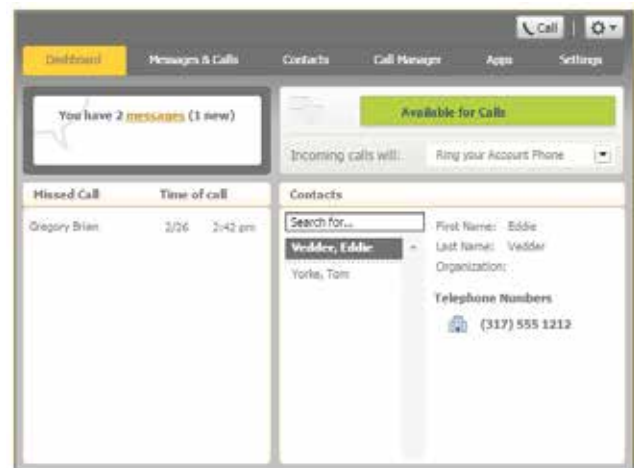 Call
Dashboard Messages & Calls Contacts Call Manager Apps Settings
You have 2 messages (1 new)
Available for Calls
Incoming calls will: Ring your Account Phone
Missed Call Time of call
Gregory Brian 2/26 2:42 pm
Contacts
Search for...
Vedder, Eddie
Yorke, Tom
First Name: Eddie
Last Name: Vedder
Organization:
Telephone Numbers
(317) 555 1212